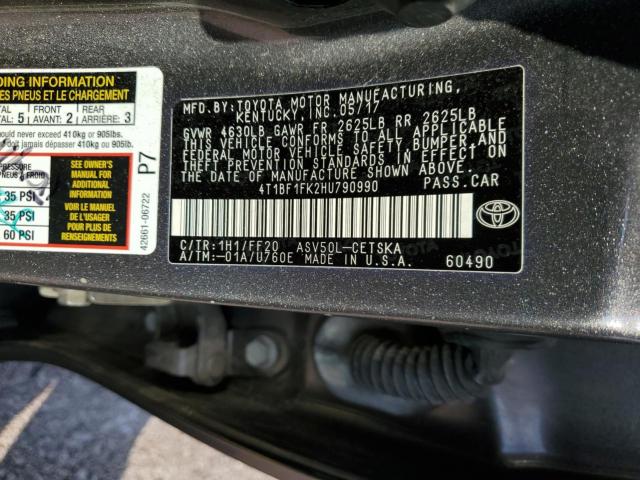 DING INFORMATION
ES PNEUS ET LE CHARGEMENT
TAL: 5 FRONT AVANT: 2 REAR ARRIÈRE: 3
hould never exceed 410kg or 905lbs.
doit jamais dépasser 410kg ou 905lbs.
PRESSURE
PNEUS À FROID
35 PSI
35 PSI
60 PSI
SEE OWNER'S
MANUAL FOR
ADDITIONAL
INFORMATION
VOIR LE MANUEL
DE L'USAGER
POUR PLUS DE
RENSEIGNEMENTS
P7
42661-06722
MFD. BY: TOYOTA MOTOR MANUFACTURING,
KENTUCKY, INC. 05/17
GVWR 4630LB GAWR FR 2625LB RR 2625LB
THIS VEHICLE CONFORMS TO ALL APPLICABLE
FEDERAL MOTOR VEHICLE SAFETY, BUMPER, AND
THEFT PREVENTION STANDARDS IN EFFECT ON
THE DATE OF MANUFACTURE SHOWN ABOVE.
4T1BF1FK2HU790990 PASS.CAR
C/TR:1H1/FF20 ASV50L-CETSKA
A/TM:-01A/U760E MADE IN U.S.A.
60490
TOYOTA